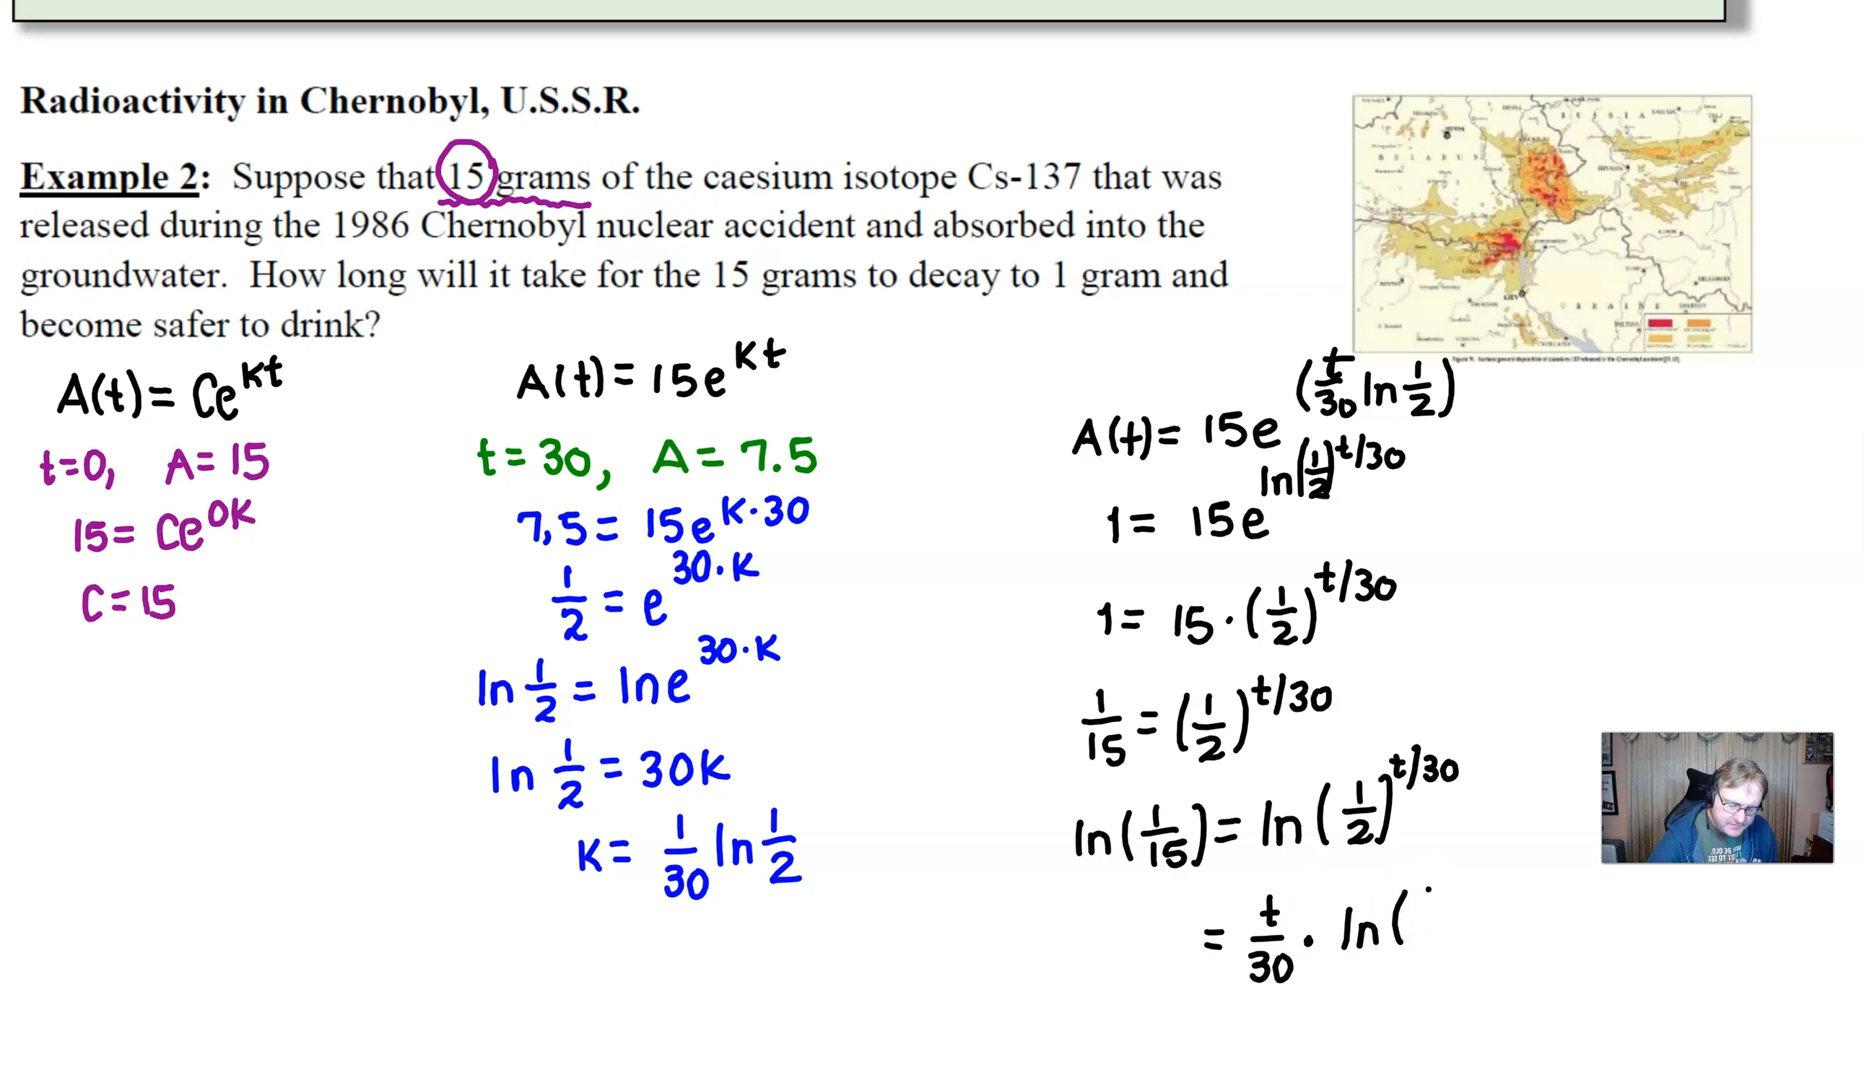 Radioactivity in Chernobyl, U.S.S.R.
Example 2: Suppose that 15 grams of the caesium isotope Cs-137 that was
released during the 1986 Chernobyl nuclear accident and absorbed into the
groundwater. How long will it take for the 15 grams to decay to 1 gram and
become safer to drink?
A(t) = Ce^{kt}
t=0, A=15
15= Ce^{0K}
C=15
A(t)= 15e^{kt}
t=30, A=7.5
7.5= 15e^{K·30}
1/2 = e^{30·K}
ln 1/2 = lne^{30·K}
ln 1/2 = 30K
K= 1/30 ln 1/2
A(t)= 15e^{(t/30 ln 1/2)}
1= 15e^{ln(1/2)^{t/30}}
1= 15·(1/2)^{t/30}
1/15 = (1/2)^{t/30}
ln(1/15)= ln(1/2)^{t/30}
= t/30 · ln(